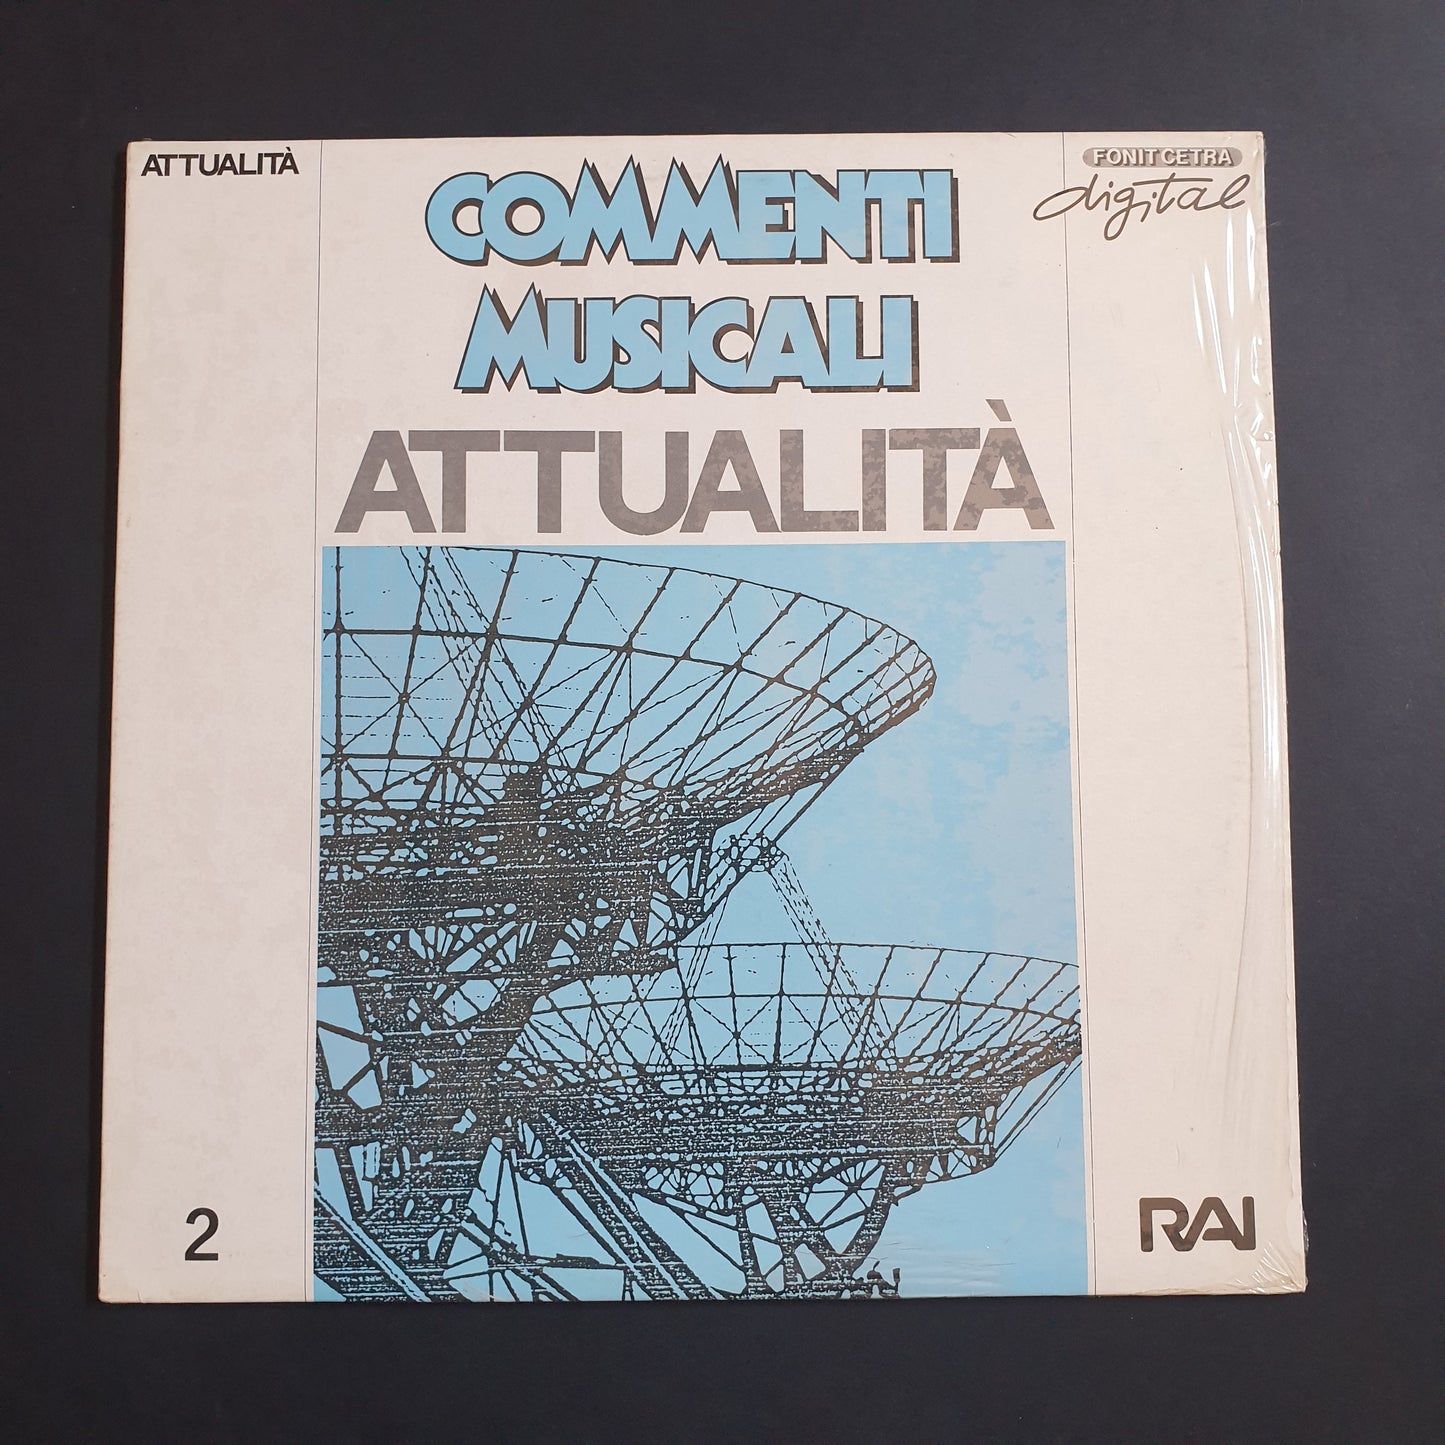 ATTUALITÀ
FONIT CETRA
digital
COMMENTI
MUSICALI
ATTUALITÀ
2
RAI